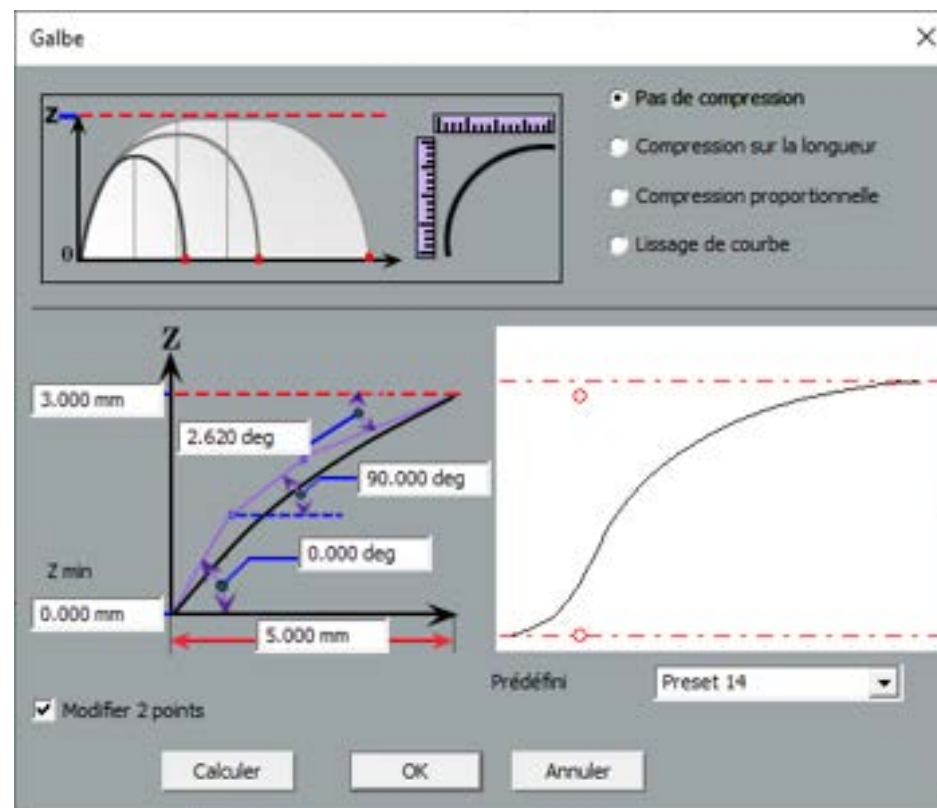 Galbe
Z
0
Pas de compression
Compression sur la longueur
Compression proportionnelle
Lissage de courbe
Z
3.000 mm
2.620 deg
90.000 deg
0.000 deg
Z min
0.000 mm
5.000 mm
Prédéfini
Preset 14
Modifier 2 points
Calculer
OK
Annuler